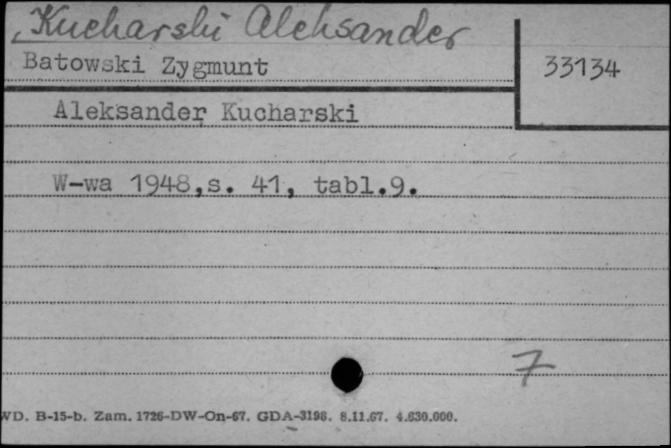 Kucharski Aleksander
Batowski Zygmunt
33134
Aleksander Kucharski
W-wa 1948,s. 41, tabl.9.
7
WD. B-15-b. Zam. 1726-DW-On-67. GDA-3198. 8.11.67. 4.630.000.